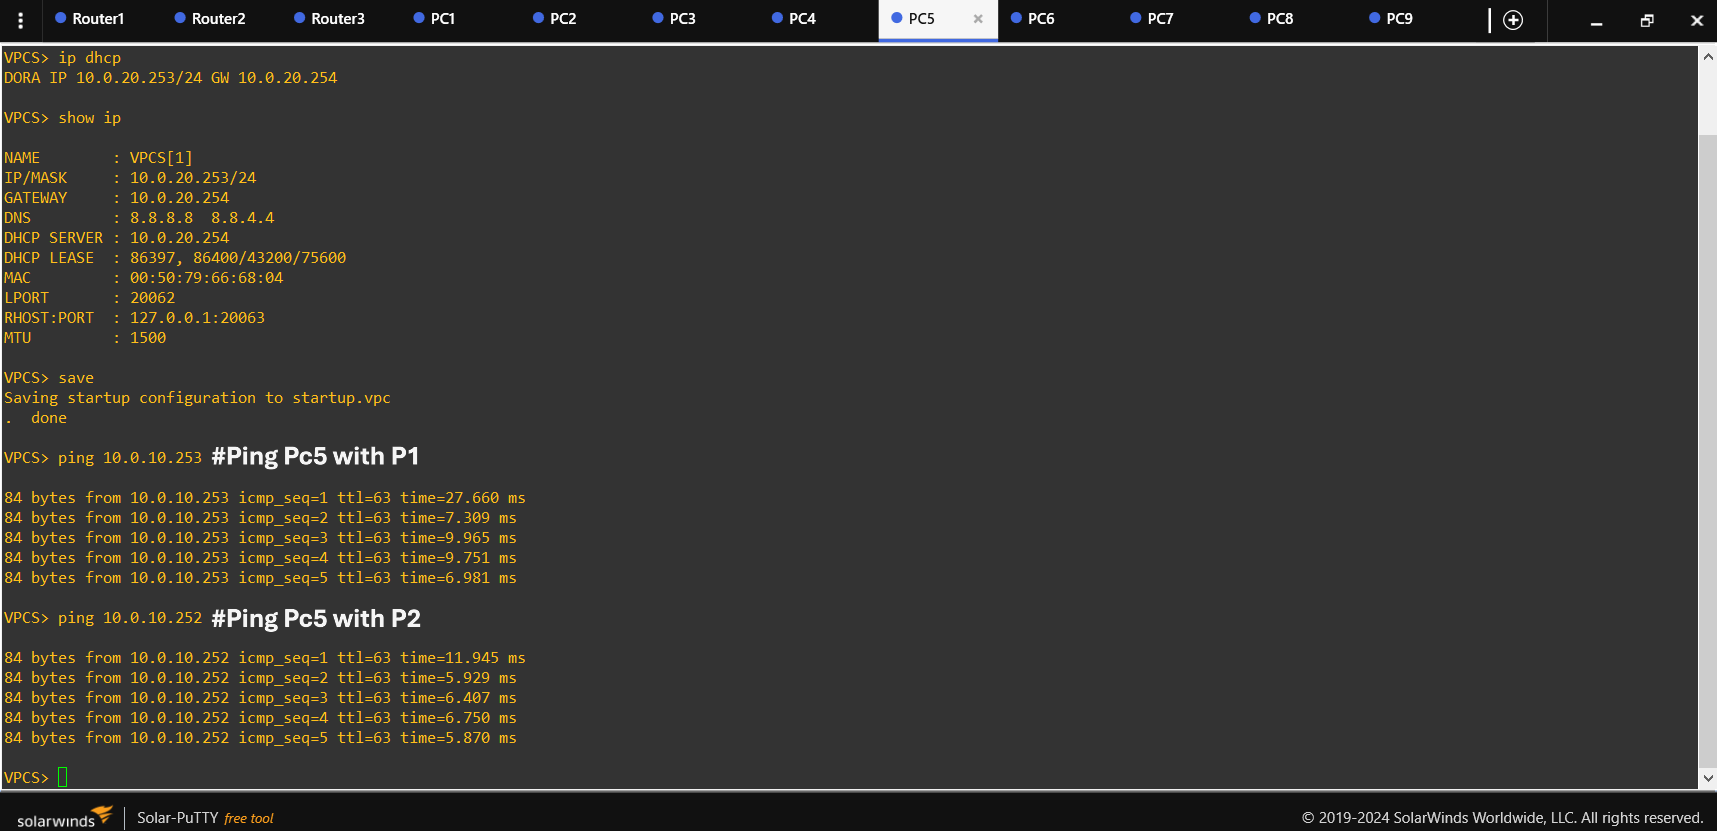 Router1 Router2 Router3 PC1 PC2 PC3 PC4 PC5 PC6 PC7 PC8 PC9
VPCS> ip dhcp
DORA IP 10.0.20.253/24 GW 10.0.20.254
VPCS> show ip
NAME        : VPCS[1]
IP/MASK     : 10.0.20.253/24
GATEWAY     : 10.0.20.254
DNS         : 8.8.8.8  8.8.4.4
DHCP SERVER : 10.0.20.254
DHCP LEASE  : 86397, 86400/43200/75600
MAC         : 00:50:79:66:68:04
LPORT       : 20062
RHOST:PORT  : 127.0.0.1:20063
MTU         : 1500
VPCS> save
Saving startup configuration to startup.vpc
.  done
VPCS> ping 10.0.10.253 #Ping Pc5 with P1
84 bytes from 10.0.10.253 icmp_seq=1 ttl=63 time=27.660 ms
84 bytes from 10.0.10.253 icmp_seq=2 ttl=63 time=7.309 ms
84 bytes from 10.0.10.253 icmp_seq=3 ttl=63 time=9.965 ms
84 bytes from 10.0.10.253 icmp_seq=4 ttl=63 time=9.751 ms
84 bytes from 10.0.10.253 icmp_seq=5 ttl=63 time=6.981 ms
VPCS> ping 10.0.10.252 #Ping Pc5 with P2
84 bytes from 10.0.10.252 icmp_seq=1 ttl=63 time=11.945 ms
84 bytes from 10.0.10.252 icmp_seq=2 ttl=63 time=5.929 ms
84 bytes from 10.0.10.252 icmp_seq=3 ttl=63 time=6.407 ms
84 bytes from 10.0.10.252 icmp_seq=4 ttl=63 time=6.750 ms
84 bytes from 10.0.10.252 icmp_seq=5 ttl=63 time=5.870 ms
VPCS>
solarwinds Solar-PuTTY free tool © 2019-2024 SolarWinds Worldwide, LLC. All rights reserved.